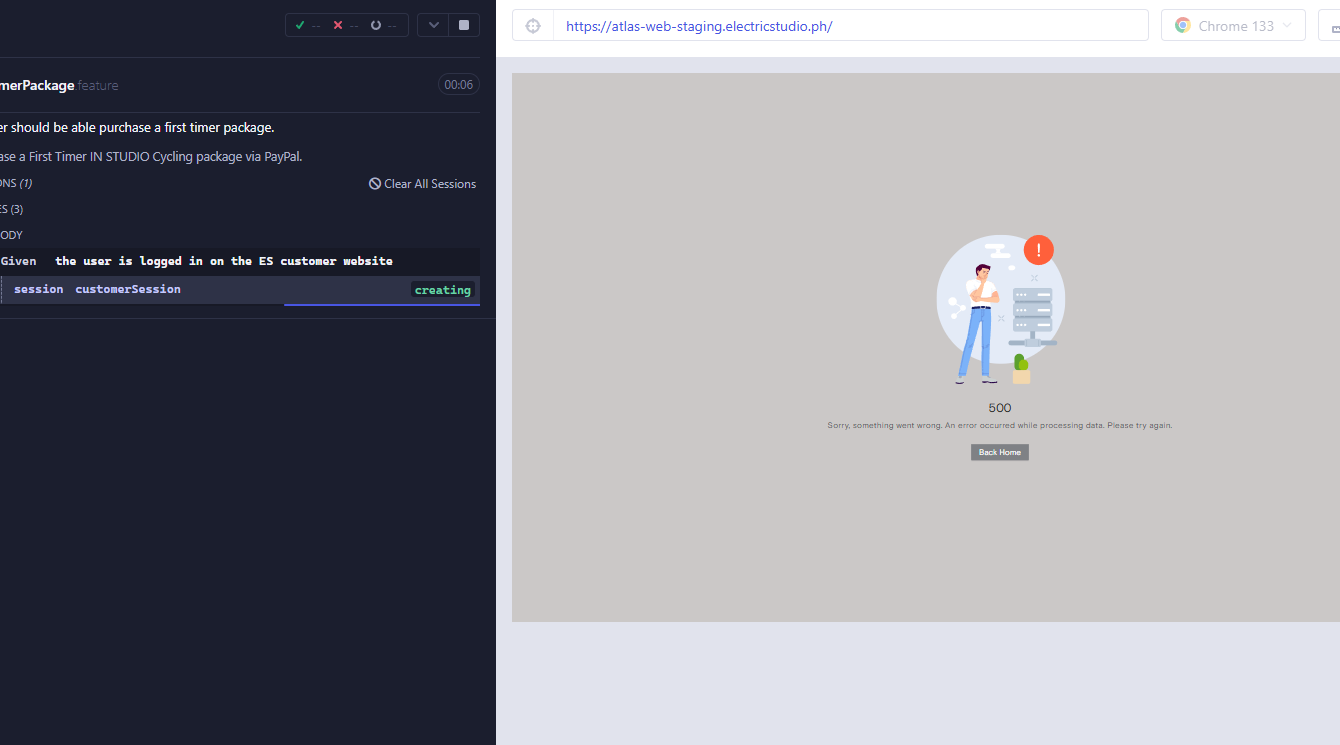 -- -- --
https://atlas-web-staging.electricstudio.ph/
Chrome 133
merPackage.feature
00:06
er should be able purchase a first timer package.
ase a First Timer IN STUDIO Cycling package via PayPal.
ONS (1)
Clear All Sessions
ES (3)
ODY
Given the user is logged in on the ES customer website
session customerSession
creating
500
Sorry, something went wrong. An error occurred while processing data. Please try again.
Back Home